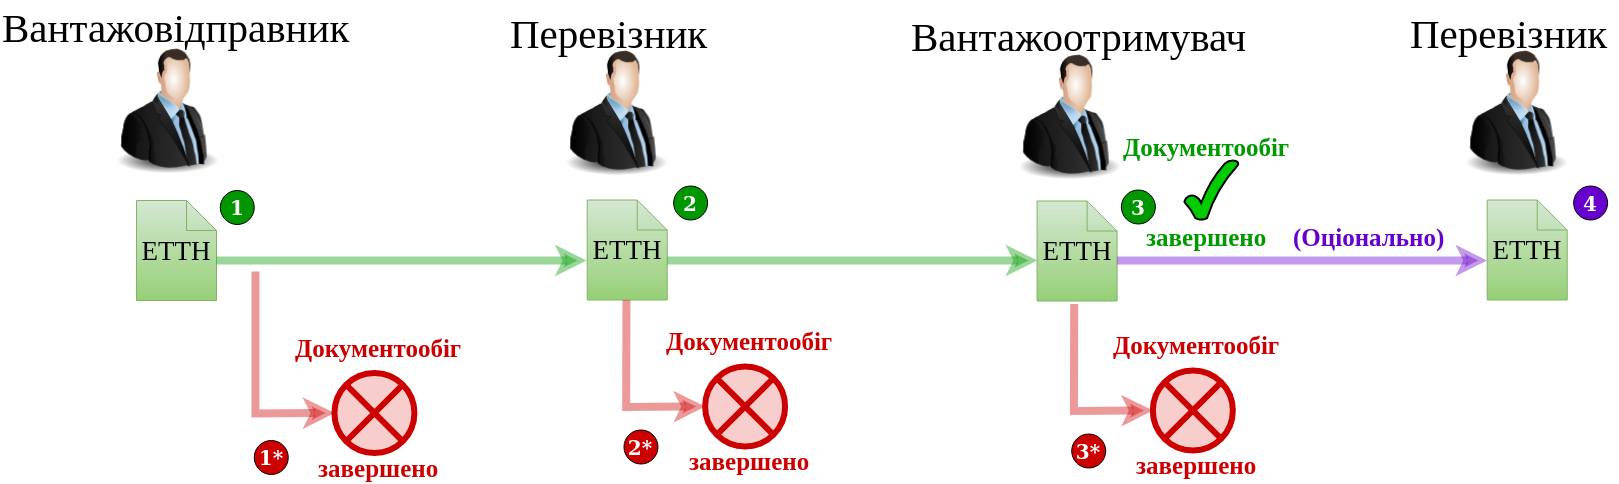 Вантажовідправник
Перевізник
Вантажоотримувач
Перевізник
Документообіг
1
2
3
4
завершено
(Оціонально)
ЕТТН
ЕТТН
ЕТТН
ЕТТН
Документообіг
Документообіг
Документообіг
1*
2*
3*
завершено
завершено
завершено